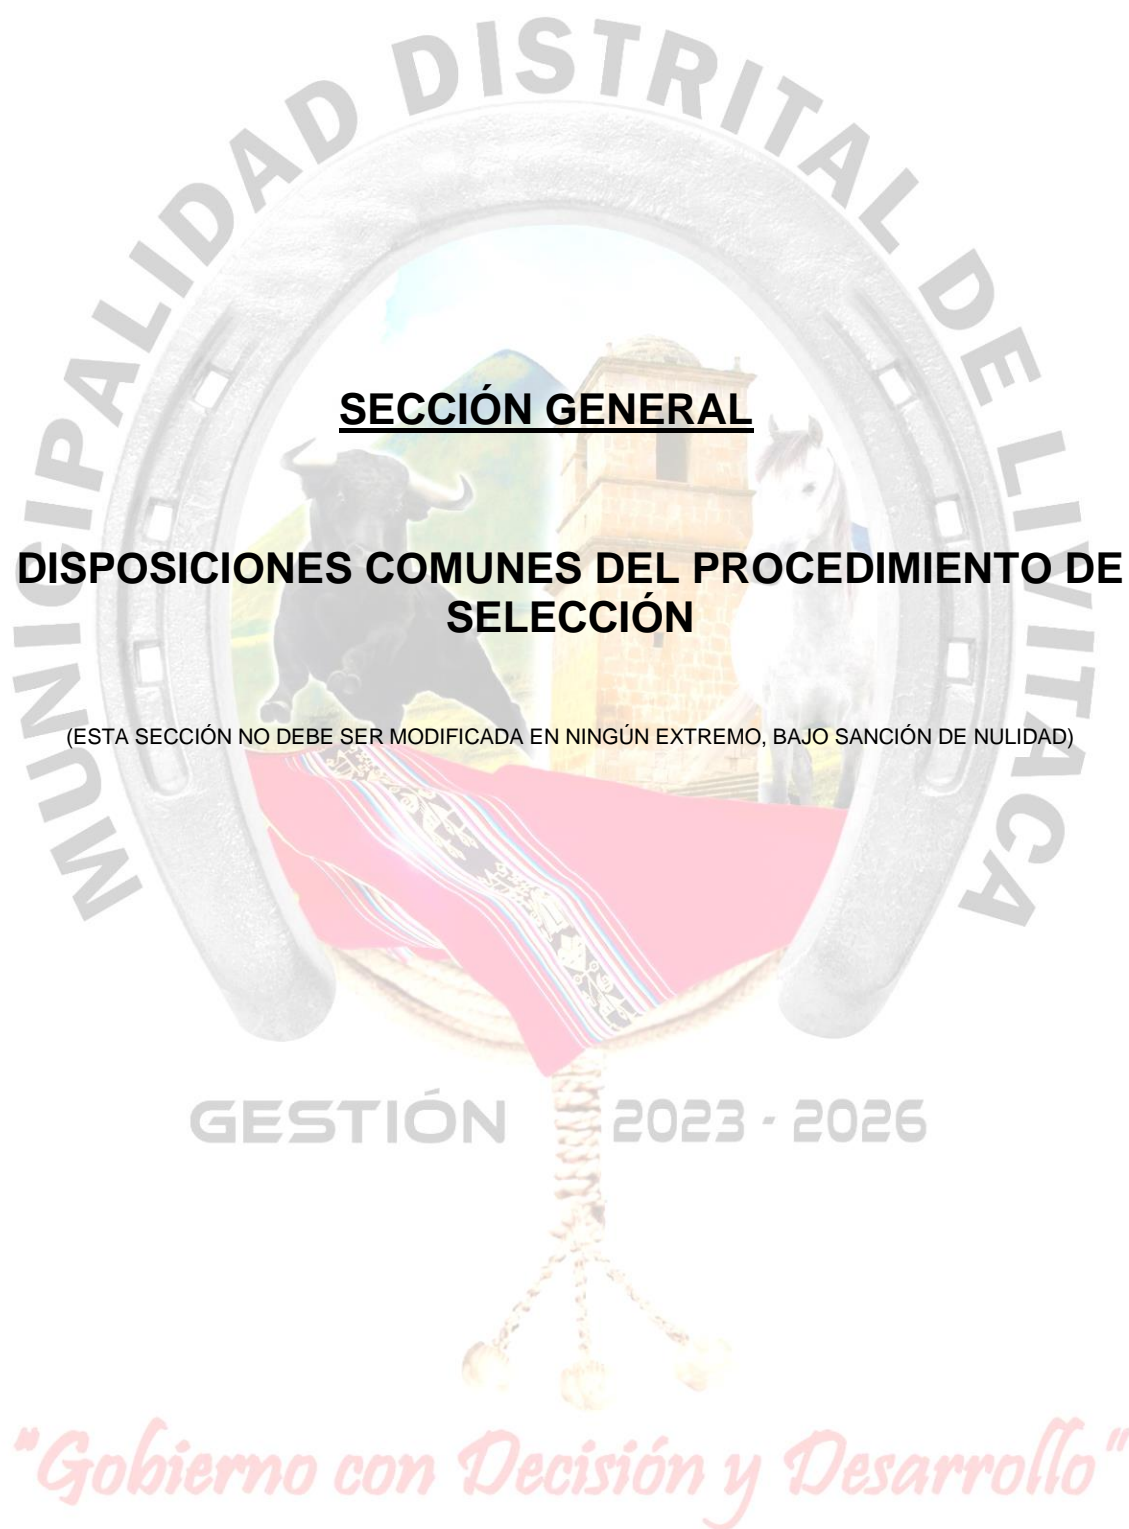 MUNICIPALIDAD DISTRITAL DE LIVITACA
SECCIÓN GENERAL
DISPOSICIONES COMUNES DEL PROCEDIMIENTO DE
SELECCIÓN
(ESTA SECCIÓN NO DEBE SER MODIFICADA EN NINGÚN EXTREMO, BAJO SANCIÓN DE NULIDAD)
GESTIÓN 2023 - 2026
"Gobierno con Decisión y Desarrollo"